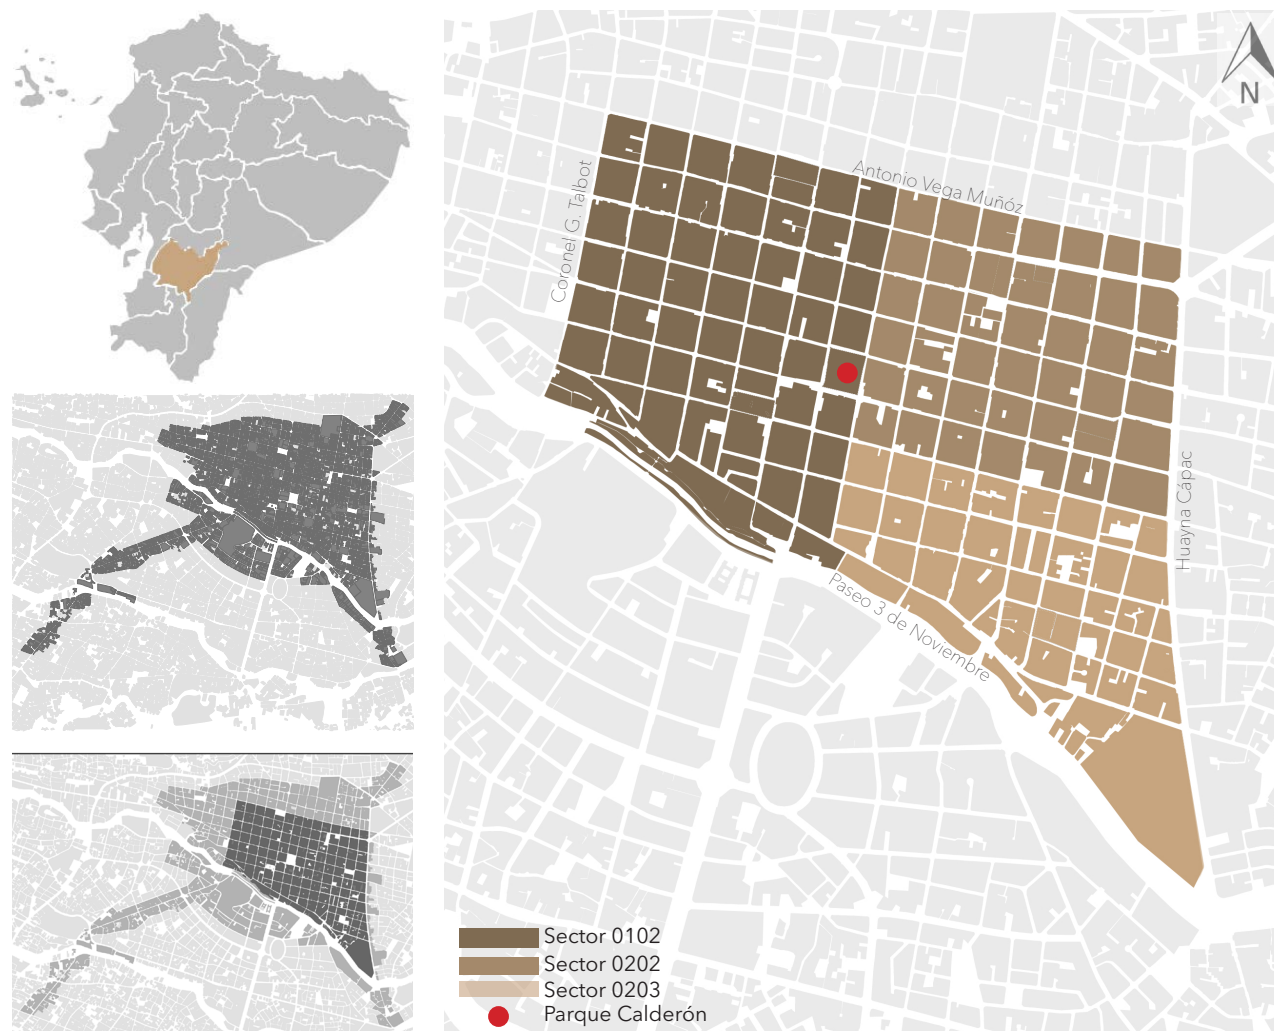 N
Antonio Vega Muñóz
Coronel G. Talbot
Huayna Cápac
Paseo 3 de Noviembre
Sector 0102
Sector 0202
Sector 0203
Parque Calderón